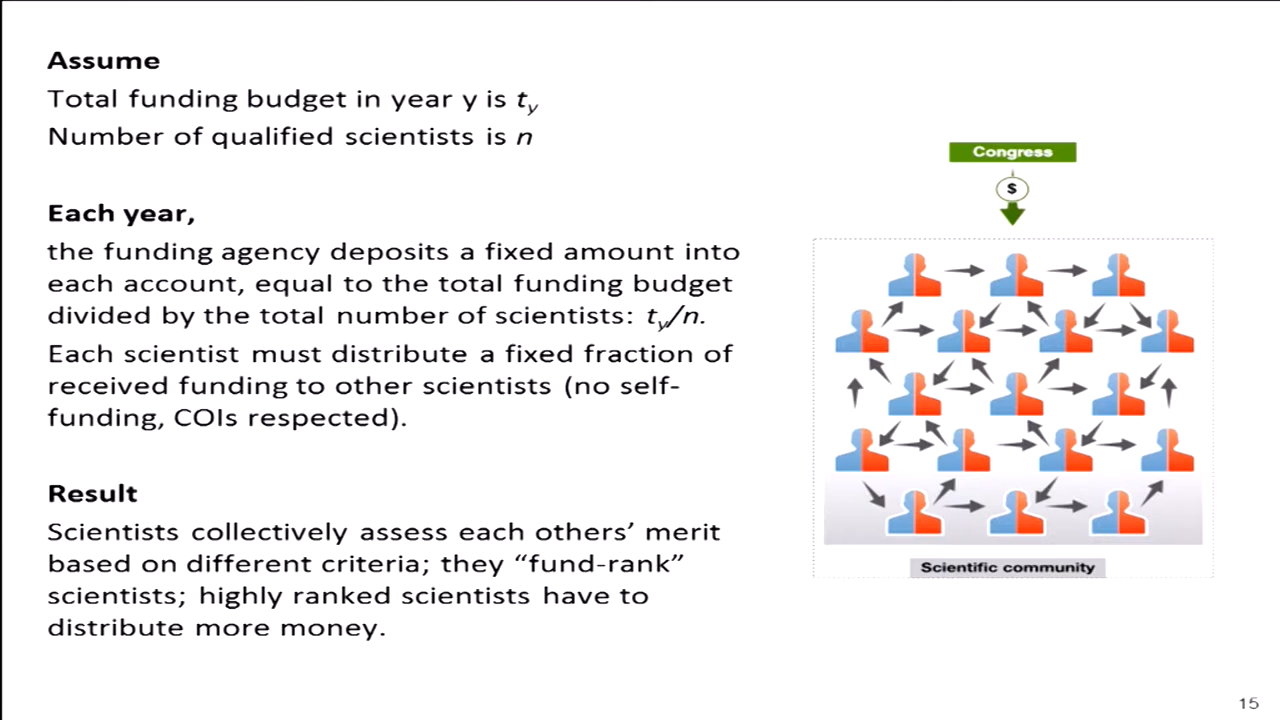 Assume
Total funding budget in year y is ty
Number of qualified scientists is n
Each year,
the funding agency deposits a fixed amount into
each account, equal to the total funding budget
divided by the total number of scientists: ty/n.
Each scientist must distribute a fixed fraction of
received funding to other scientists (no self-
funding, COIs respected).
Result
Scientists collectively assess each others’ merit
based on different criteria; they “fund-rank”
scientists; highly ranked scientists have to
distribute more money.
Congress
$
Scientific community
15